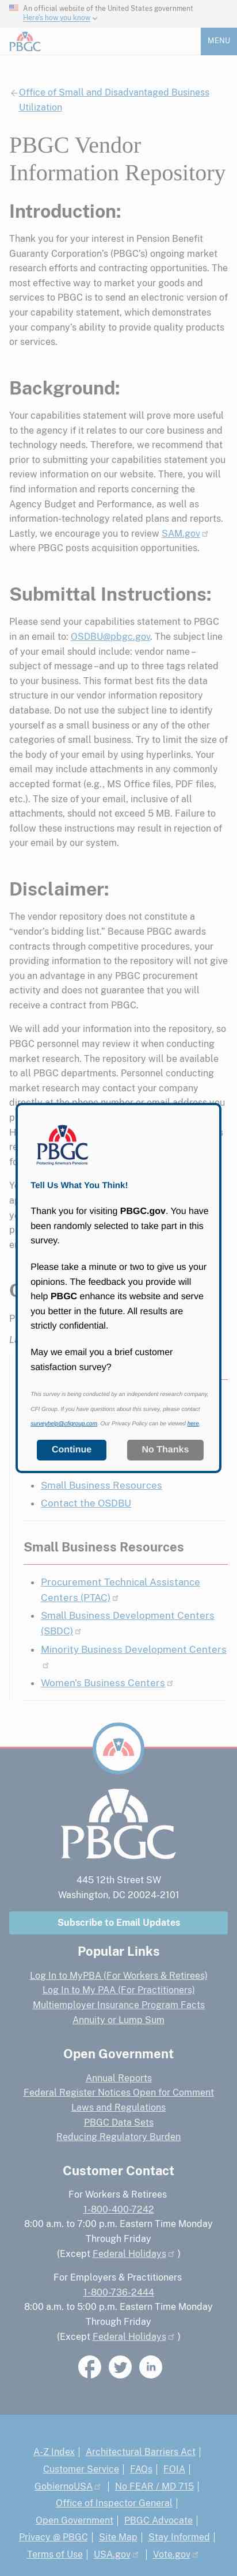 An official website of the United States government
Here's how you know
PBGC
MENU
Office of Small and Disadvantaged Business
Utilization
PBGC Vendor
Information Repository
Introduction:
Thank you for your interest in Pension Benefit
Guaranty Corporation's (PBGC's) ongoing market
research efforts and contracting opportunities. The
most effective way to market your goods and
services to PBGC is to send an electronic version of
your capability statement, which demonstrates
your company's ability to provide quality products
or services.
Background:
Your capabilities statement will prove more useful
to the agency if it relates to our core business and
technology needs. Therefore, we recommend that
prior to submitting your capabilities statement you
review information on our website. There, you will
find information and reports concerning the
Agency Budget and Performance, as well as
information-technology related plans and reports.
Lastly, we encourage you to review SAM.gov
where PBGC posts acquisition opportunities.
Submittal Instructions:
Please send your capabilities statement to PBGC
in an email to: OSDBU@pbgc.gov. The subject line
of your email should include: vendor name –
subject of message – and up to three tags related
to your message. This format best fits the existing
data structure in our vendor information
repository database. Do not use the subject line to
identify yourself as a small business or any of the
other categories of small business. Try to limit the size of
the body of your email by using hyperlinks. Your
email may include attachments in any commonly
accepted format (e.g., MS Office files, PDF files,
etc.). The size of your email, inclusive of all
attachments, should not exceed 5 MB. Failure to
follow these instructions may result in rejection of
your email.
Disclaimer:
The vendor repository does not constitute a
"vendor's bidding list." Because PBGC awards
contracts through competitive procedures,
providing information to the repository will not give
you an advantage in any PBGC procurement
activity and does not guarantee that you will
receive a contract from PBGC.
We will add your information to the repository, so
PBGC personnel may review it when conducting
market research. The repository will be available to
all PBGC departments. Personnel conducting
market research may contact company
directly at the phone number or email address you
PBGC
Protecting America's Pensions
Tell Us What You Think!
Thank you for visiting PBGC.gov. You have
been randomly selected to take part in this
survey.
Please take a minute or two to give us your
opinions. The feedback you provide will
help PBGC enhance its website and serve
you better in the future. All results are
strictly confidential.
May we email you a brief customer
satisfaction survey?
This survey is being conducted by an independent research company,
CFI Group. If you have questions about this survey, please contact
surveyhelp@cfigroup.com. Our Privacy Policy can be viewed here.
Continue
No Thanks
Small Business Resources
Contact the OSDBU
Small Business Resources
Procurement Technical Assistance
Centers (PTAC)
Small Business Development Centers
(SBDC)
Minority Business Development Centers
Women's Business Centers
PBGC
445 12th Street SW
Washington, DC 20024-2101
Subscribe to Email Updates
Popular Links
Log In to MyPBA (For Workers & Retirees)
Log In to My PAA (For Practitioners)
Multiemployer Insurance Program Facts
Annuity or Lump Sum
Open Government
Annual Reports
Federal Register Notices Open for Comment
Laws and Regulations
PBGC Data Sets
Reducing Regulatory Burden
Customer Contact
For Workers & Retirees
1-800-400-7242
8:00 a.m. to 7:00 p.m. Eastern Time Monday
Through Friday
(Except Federal Holidays )
For Employers & Practitioners
1-800-736-2444
8:00 a.m. to 5:00 p.m. Eastern Time Monday
Through Friday
(Except Federal Holidays )
A-Z Index | Architectural Barriers Act |
Customer Service | FAQs | FOIA |
GobiernoUSA | No FEAR / MD 715 |
Office of Inspector General |
Open Government | PBGC Advocate |
Privacy @ PBGC | Site Map | Stay Informed |
Terms of Use | USA.gov | Vote.gov